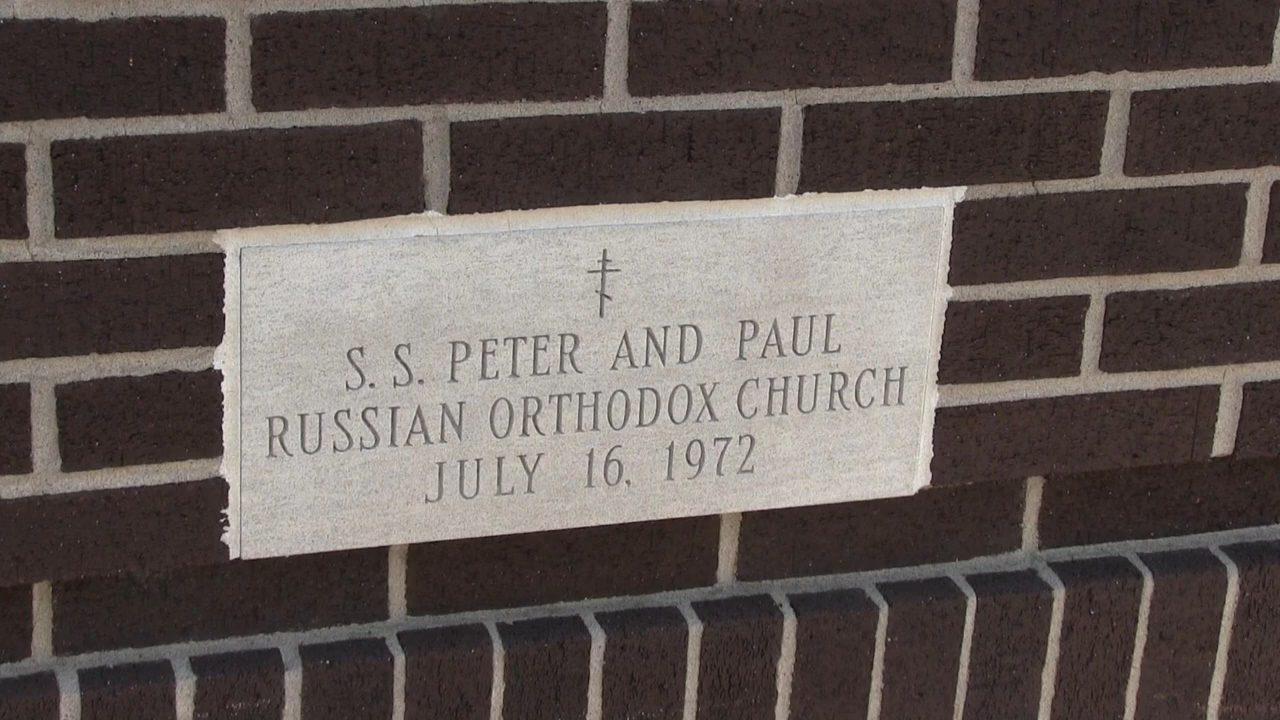 S. S. PETER AND PAUL
RUSSIAN ORTHODOX CHURCH
JULY 16, 1972